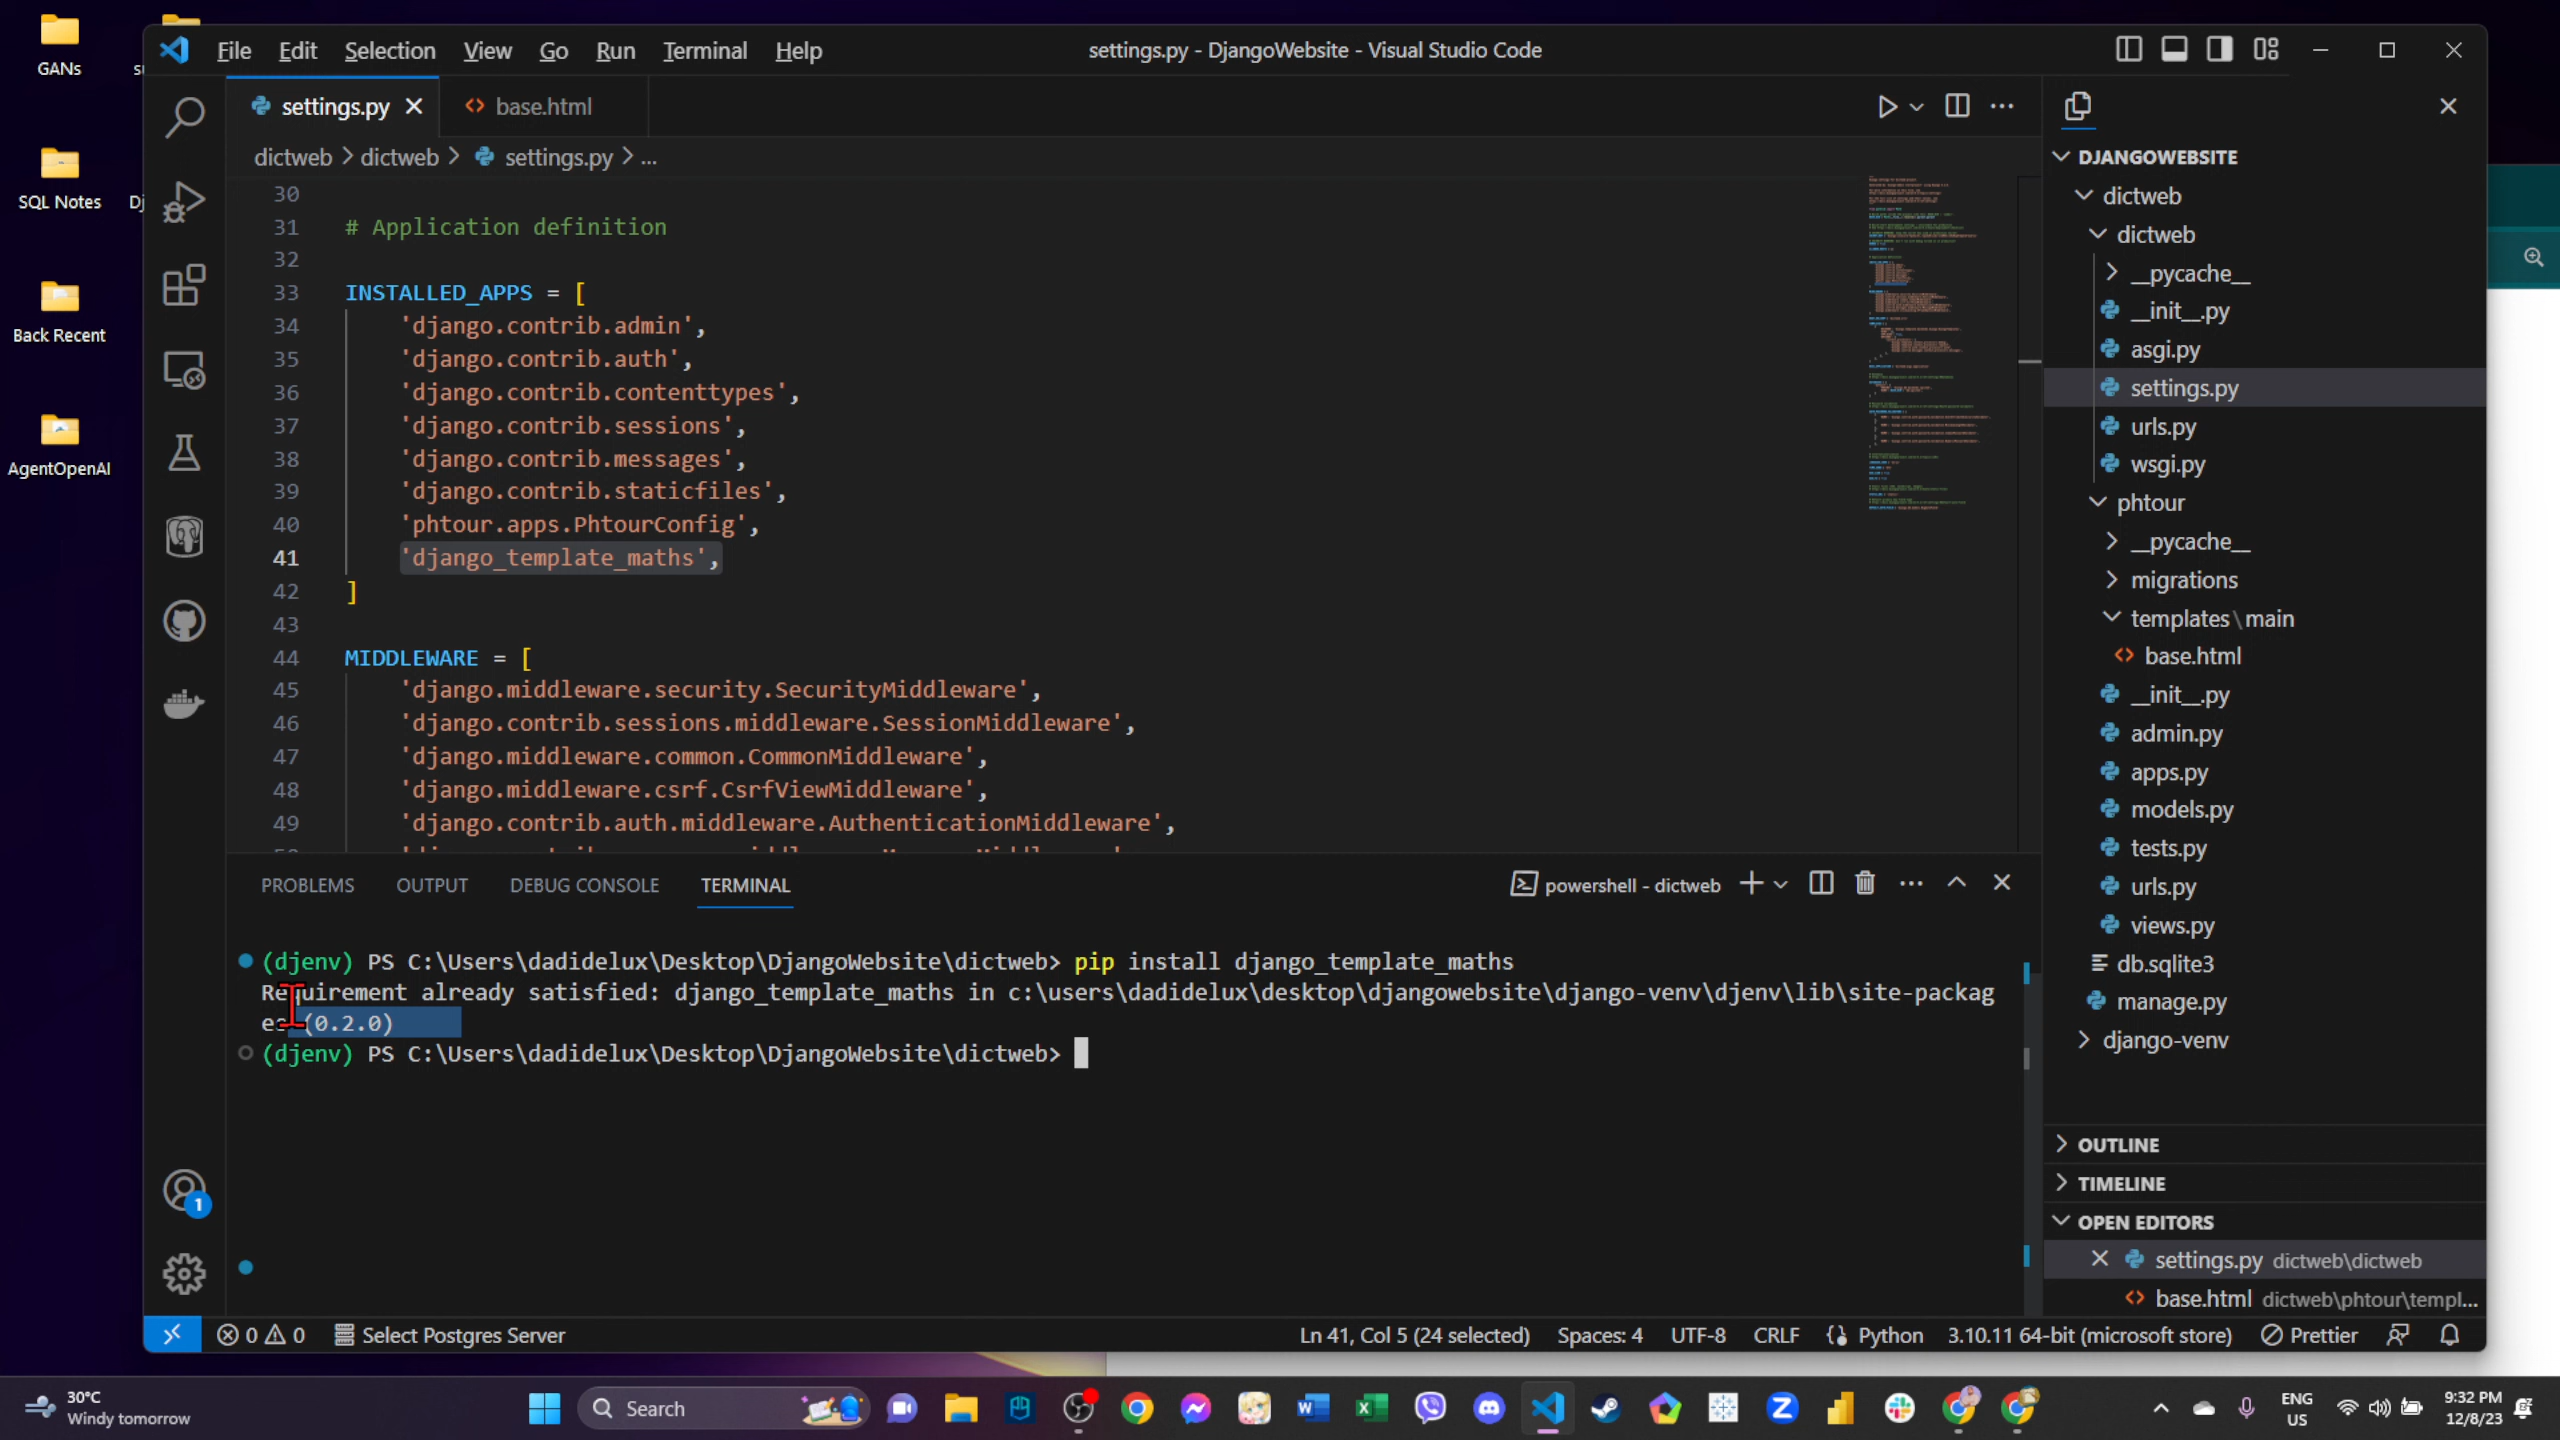 GANs
SQL Notes
Back Recent
AgentOpenAI
File Edit Selection View Go Run Terminal Help
settings.py - DjangoWebsite - Visual Studio Code
settings.py
base.html
dictweb > dictweb > settings.py > ...
30
31 # Application definition
32
33 INSTALLED_APPS = [
34 'django.contrib.admin',
35 'django.contrib.auth',
36 'django.contrib.contenttypes',
37 'django.contrib.sessions',
38 'django.contrib.messages',
39 'django.contrib.staticfiles',
40 'phtour.apps.PhtourConfig',
41 'django_template_maths',
42 ]
43
44 MIDDLEWARE = [
45 'django.middleware.security.SecurityMiddleware',
46 'django.contrib.sessions.middleware.SessionMiddleware',
47 'django.middleware.common.CommonMiddleware',
48 'django.middleware.csrf.CsrfViewMiddleware',
49 'django.contrib.auth.middleware.AuthenticationMiddleware',
PROBLEMS OUTPUT DEBUG CONSOLE TERMINAL
powershell - dictweb
(djenv) PS C:\Users\dadidelux\Desktop\DjangoWebsite\dictweb> pip install django_template_maths
Requirement already satisfied: django_template_maths in c:\users\dadidelux\desktop\djangowebsite\django-venv\djenv\lib\site-packag
es (0.2.0)
(djenv) PS C:\Users\dadidelux\Desktop\DjangoWebsite\dictweb>
DJANGOWEBSITE
dictweb
dictweb
__pycache__
__init__.py
asgi.py
settings.py
urls.py
wsgi.py
phtour
__pycache__
migrations
templates\main
base.html
__init__.py
admin.py
apps.py
models.py
tests.py
urls.py
views.py
db.sqlite3
manage.py
django-venv
OUTLINE
TIMELINE
OPEN EDITORS
settings.py dictweb\dictweb
base.html dictweb\phtour\templ...
1
0 0 Select Postgres Server
Ln 41, Col 5 (24 selected) Spaces: 4 UTF-8 CRLF Python 3.10.11 64-bit (microsoft store) Prettier
30°C
Windy tomorrow
Search
ENG
US
9:32 PM
12/8/23